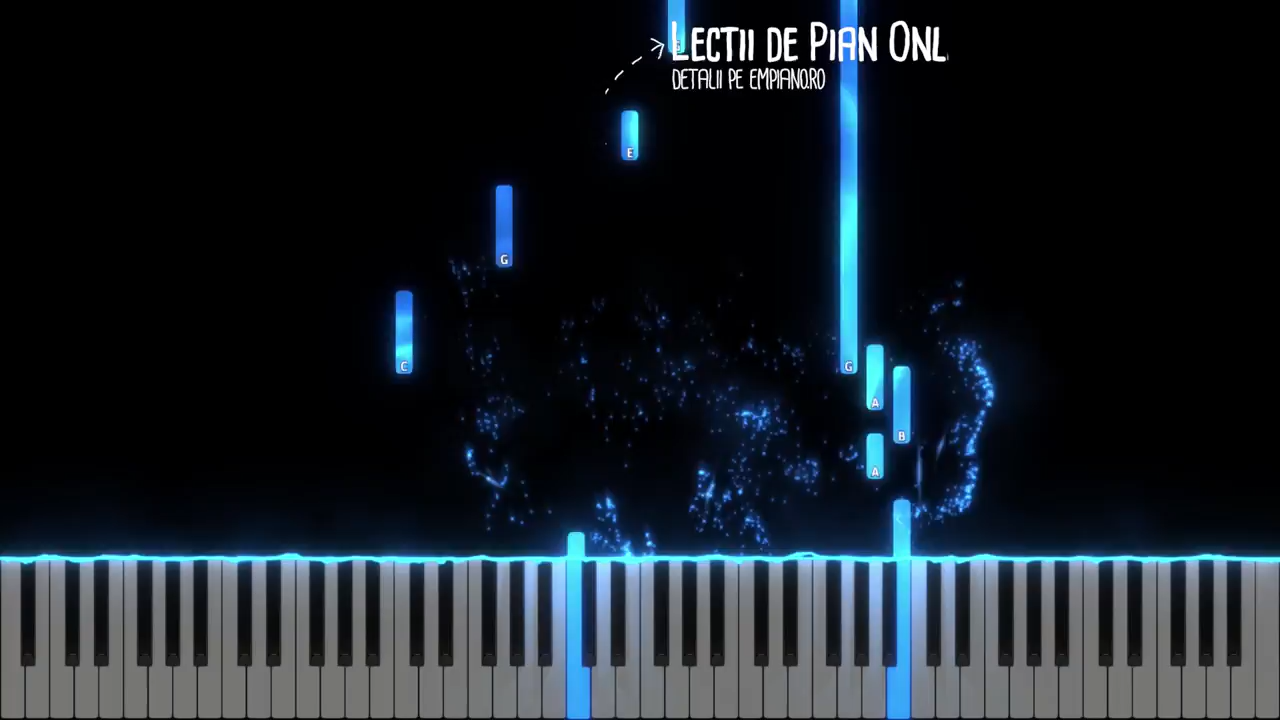 LECTII DE PIAN ONL
DETALII PE EMPIANO.RO
E
G
C
G
A
B
A